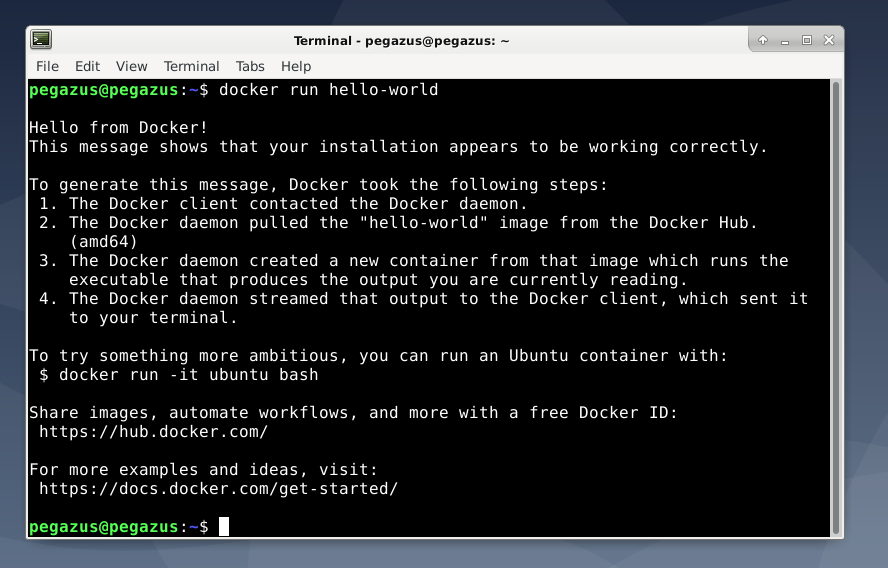 Terminal - pegazus@pegazus: ~
File Edit View Terminal Tabs Help
pegazus@pegazus:~$ docker run hello-world
Hello from Docker!
This message shows that your installation appears to be working correctly.
To generate this message, Docker took the following steps:
1. The Docker client contacted the Docker daemon.
2. The Docker daemon pulled the "hello-world" image from the Docker Hub.
(amd64)
3. The Docker daemon created a new container from that image which runs the
executable that produces the output you are currently reading.
4. The Docker daemon streamed that output to the Docker client, which sent it
to your terminal.
To try something more ambitious, you can run an Ubuntu container with:
$ docker run -it ubuntu bash
Share images, automate workflows, and more with a free Docker ID:
https://hub.docker.com/
For more examples and ideas, visit:
https://docs.docker.com/get-started/
pegazus@pegazus:~$